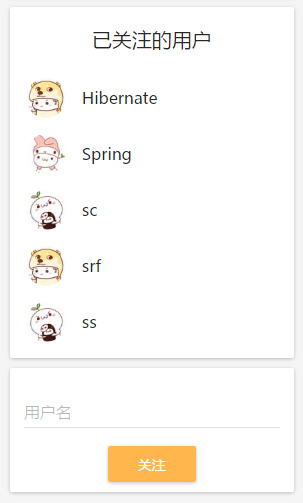 已关注的用户
Hibernate
Spring
sc
srf
ss
用户名
关注